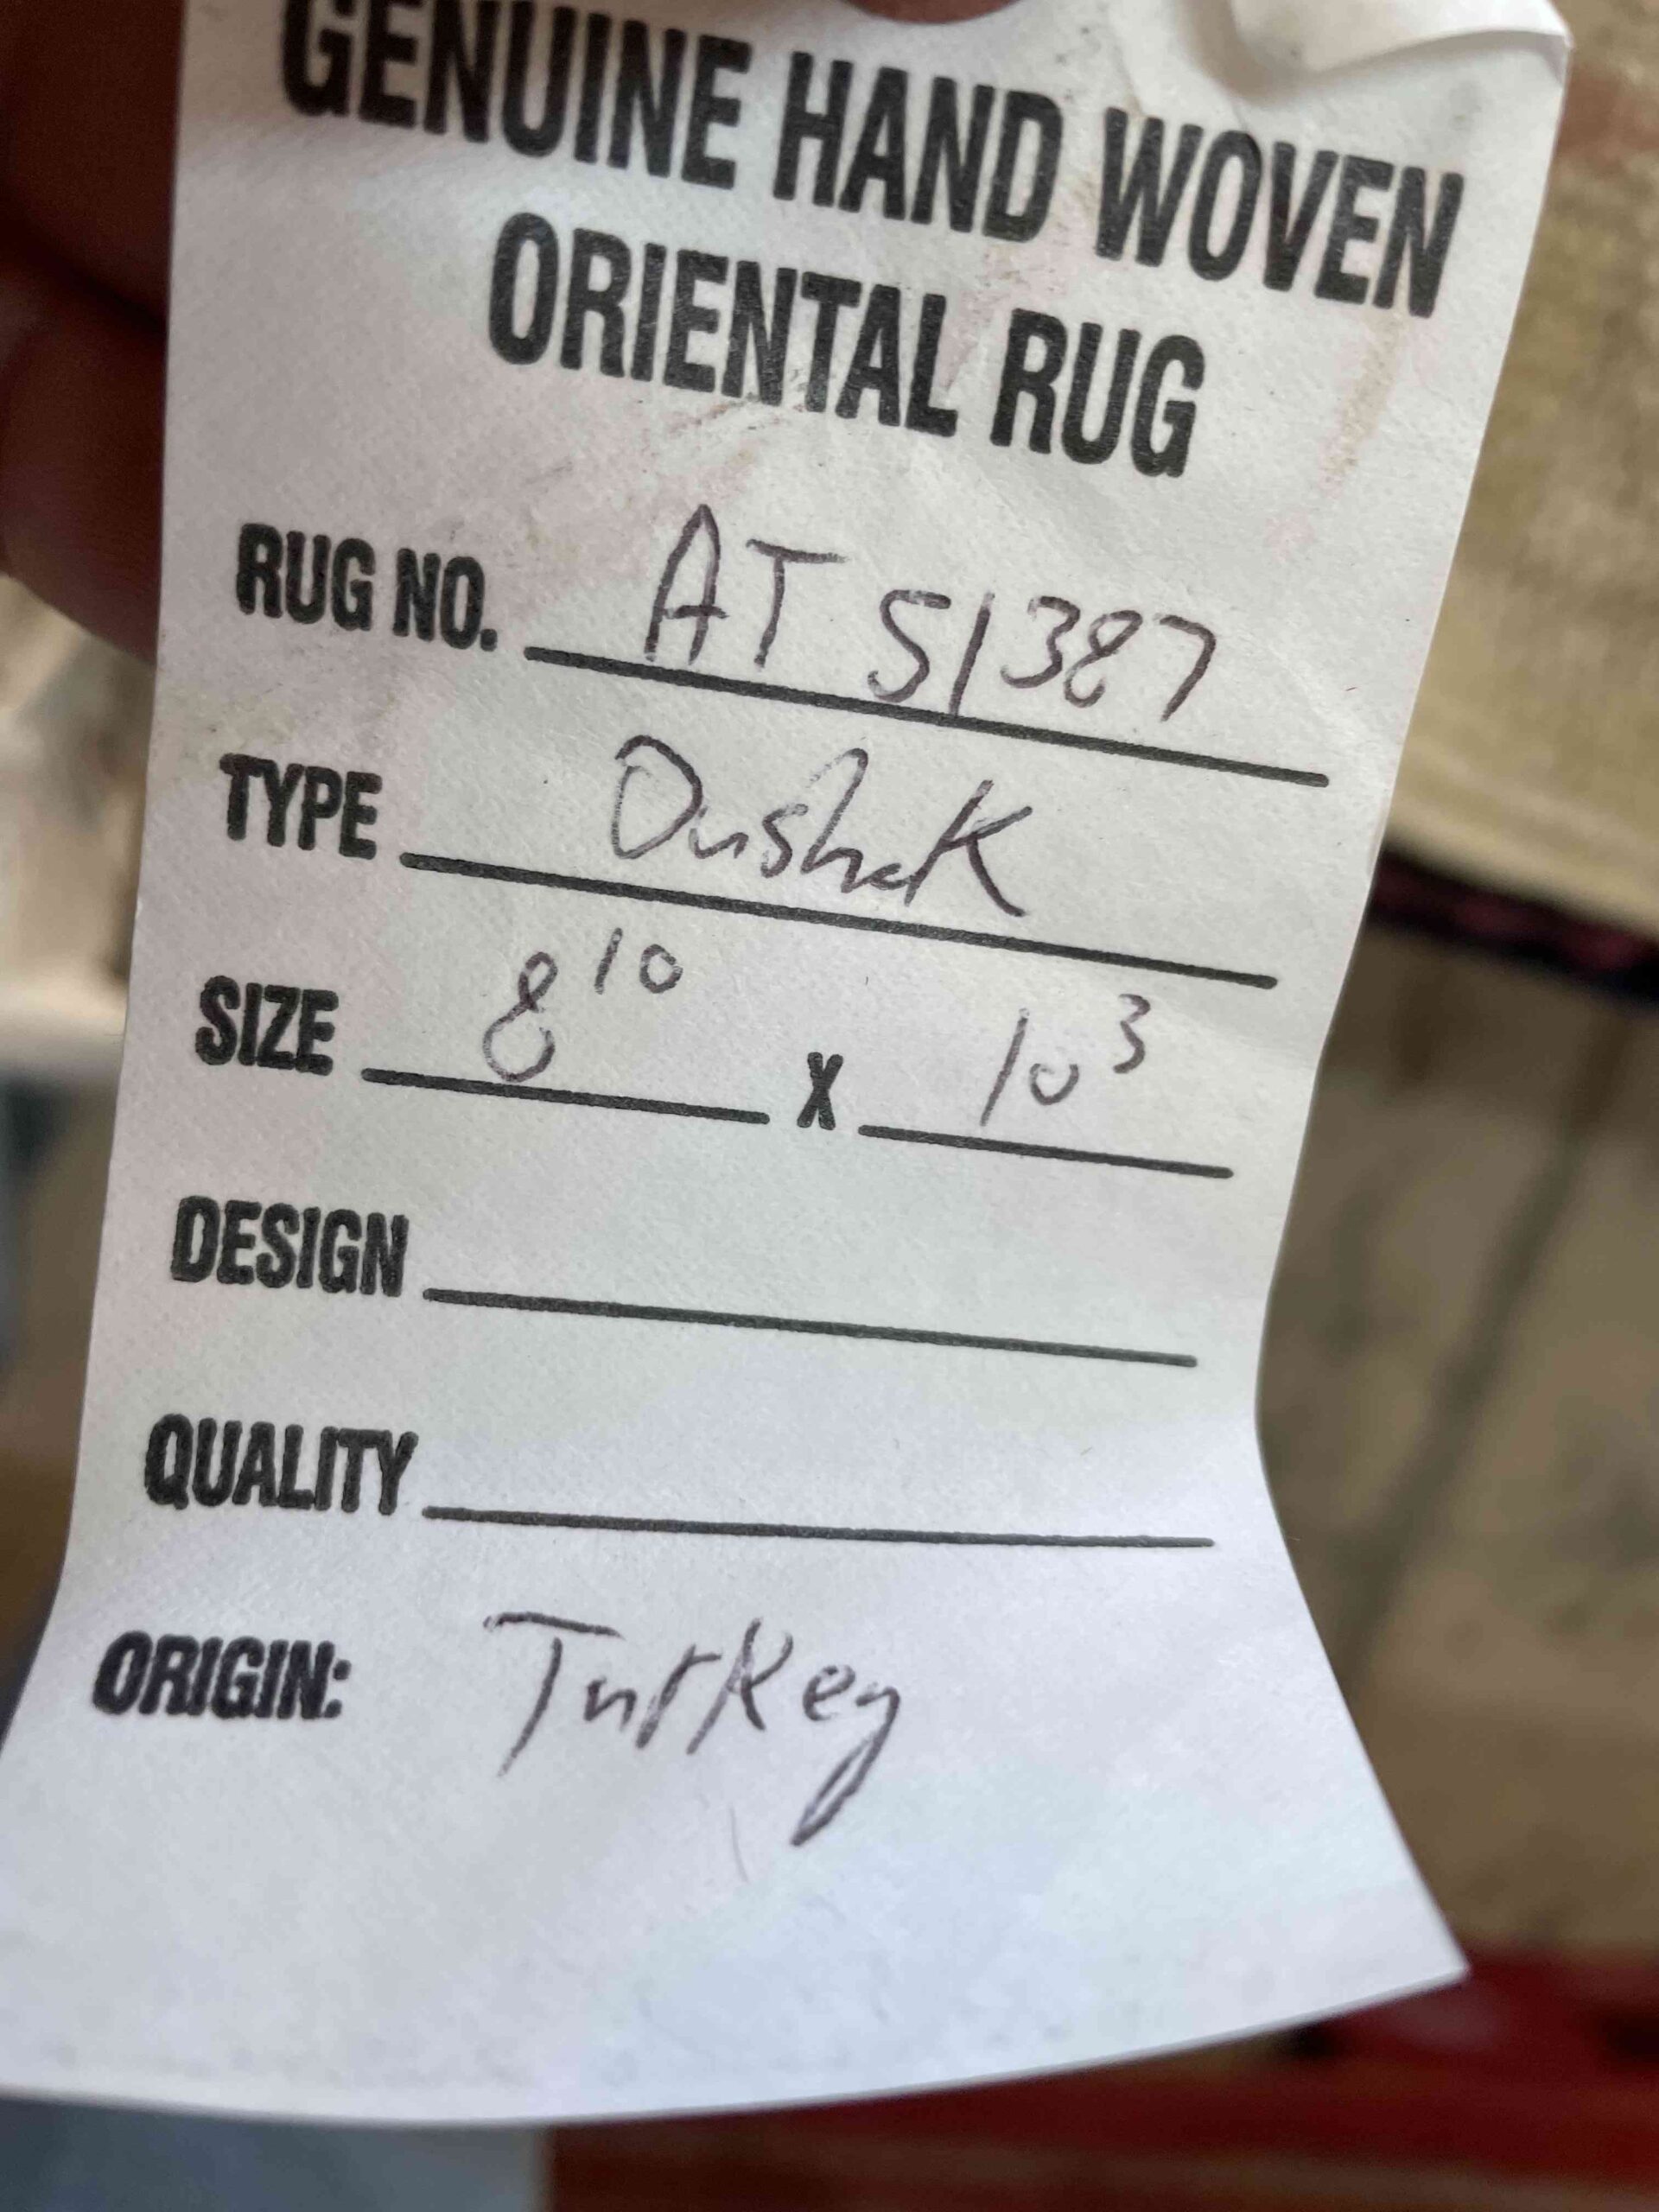 GENUINE HAND WOVEN
ORIENTAL RUG
RUG NO. AT 51387
TYPE Oushak
SIZE 8 10 X 10 3
DESIGN
QUALITY
ORIGIN: Turkey